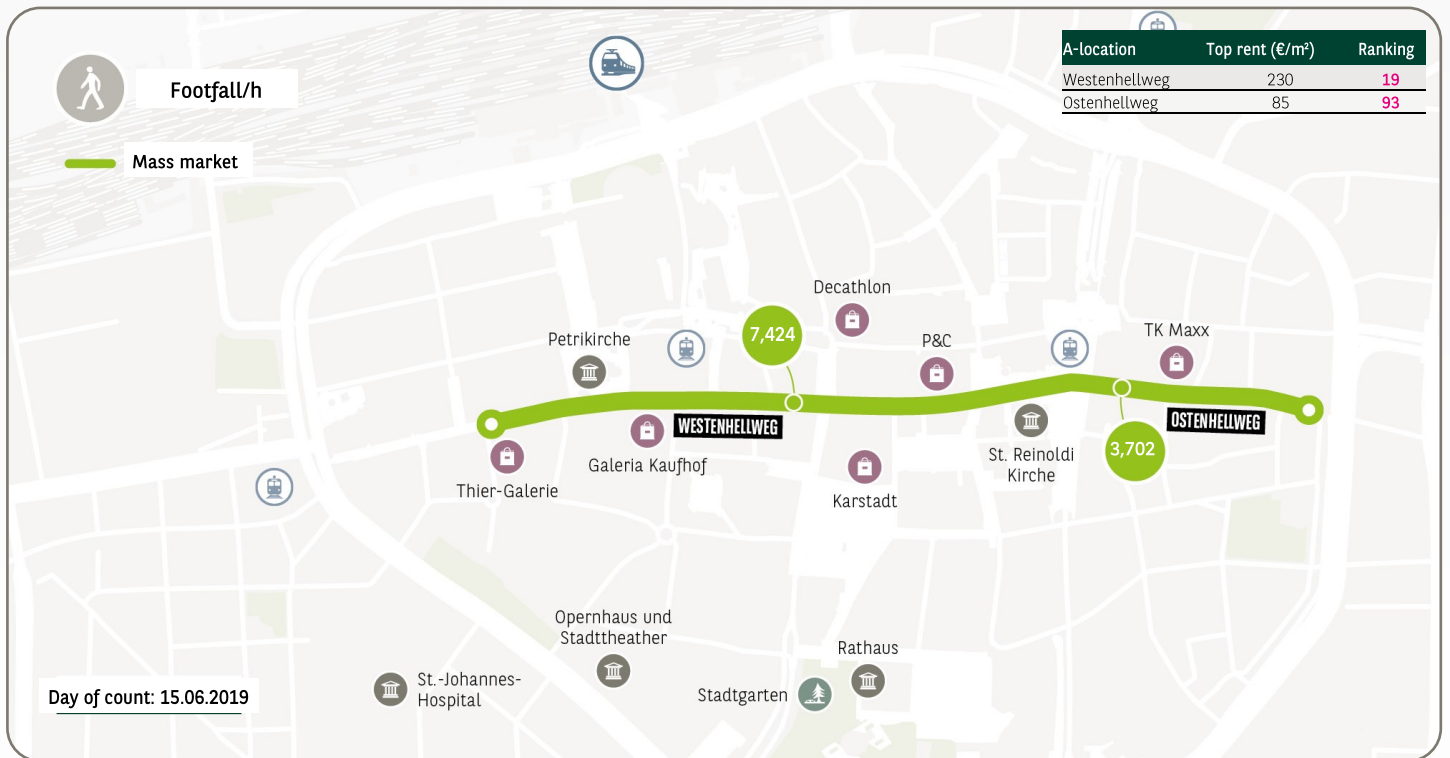 Footfall/h
Mass market
A-location Top rent (€/m²) Ranking
Westenhellweg 230 19
Ostenhellweg 85 93
Decathlon
7,424
Petrikirche
P&C
TK Maxx
WESTENHELLWEG
OSTENHELLWEG
Galeria Kaufhof
Thier-Galerie
Karstadt
St. Reinoldi
Kirche
3,702
Opernhaus und
Stadttheather
Rathaus
St.-Johannes-
Hospital
Stadtgarten
Day of count: 15.06.2019